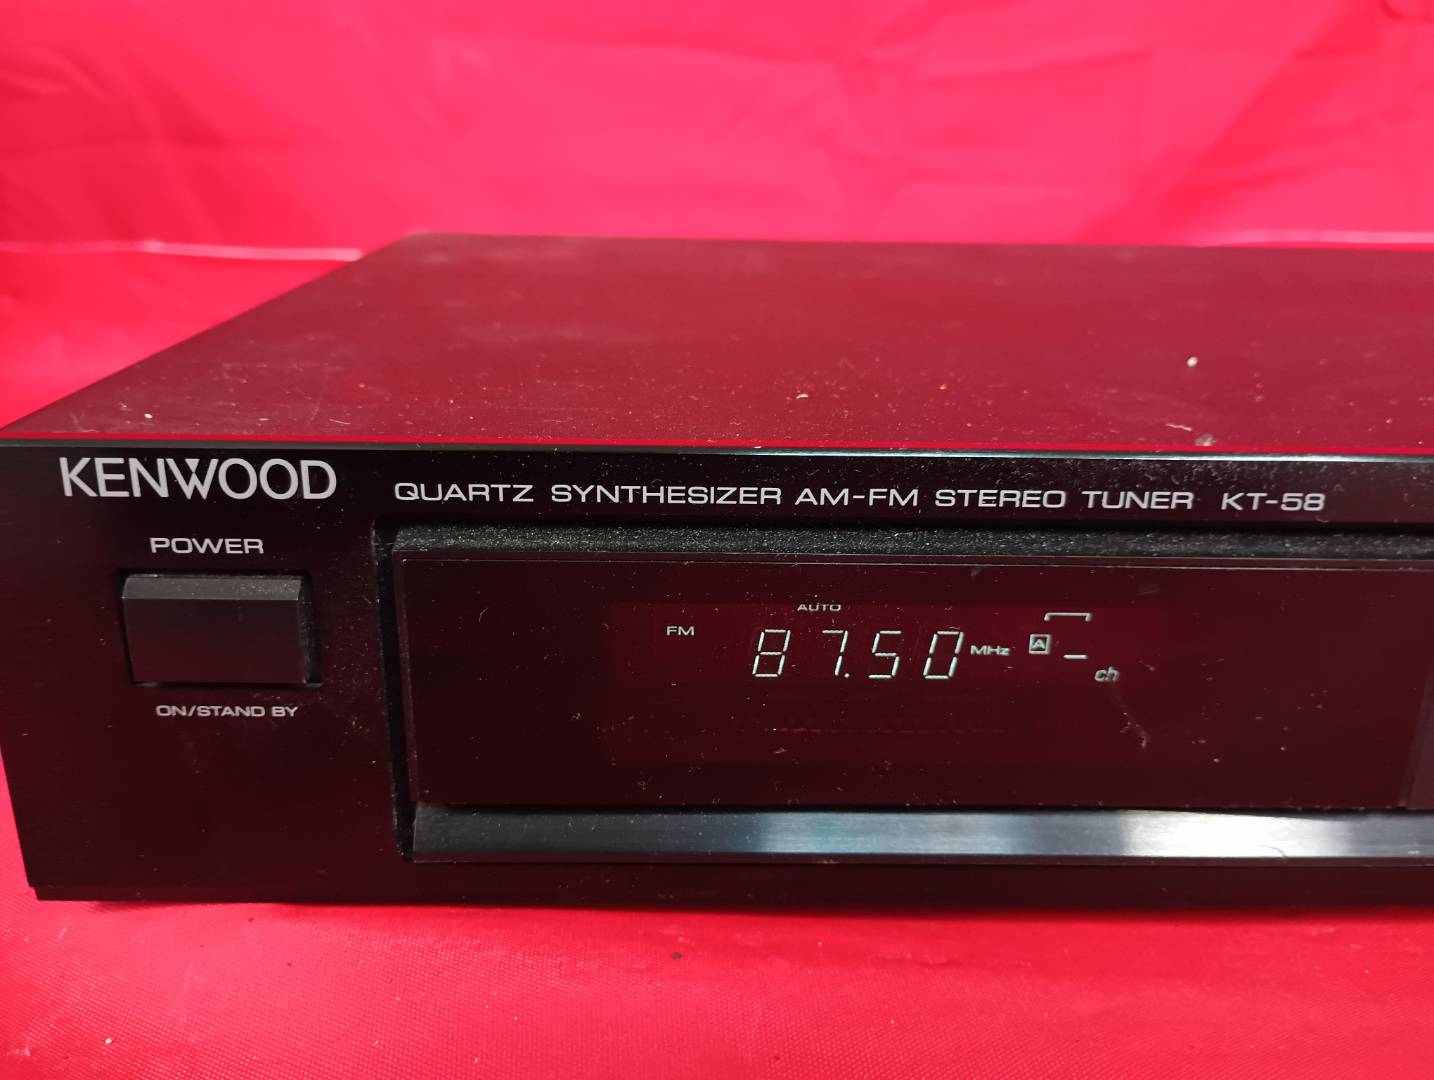 KENWOOD
QUARTZ SYNTHESIZER AM-FM STEREO TUNER KT-58
POWER
AUTO
FM 87.50 MHz A –
ch
ON/STAND BY